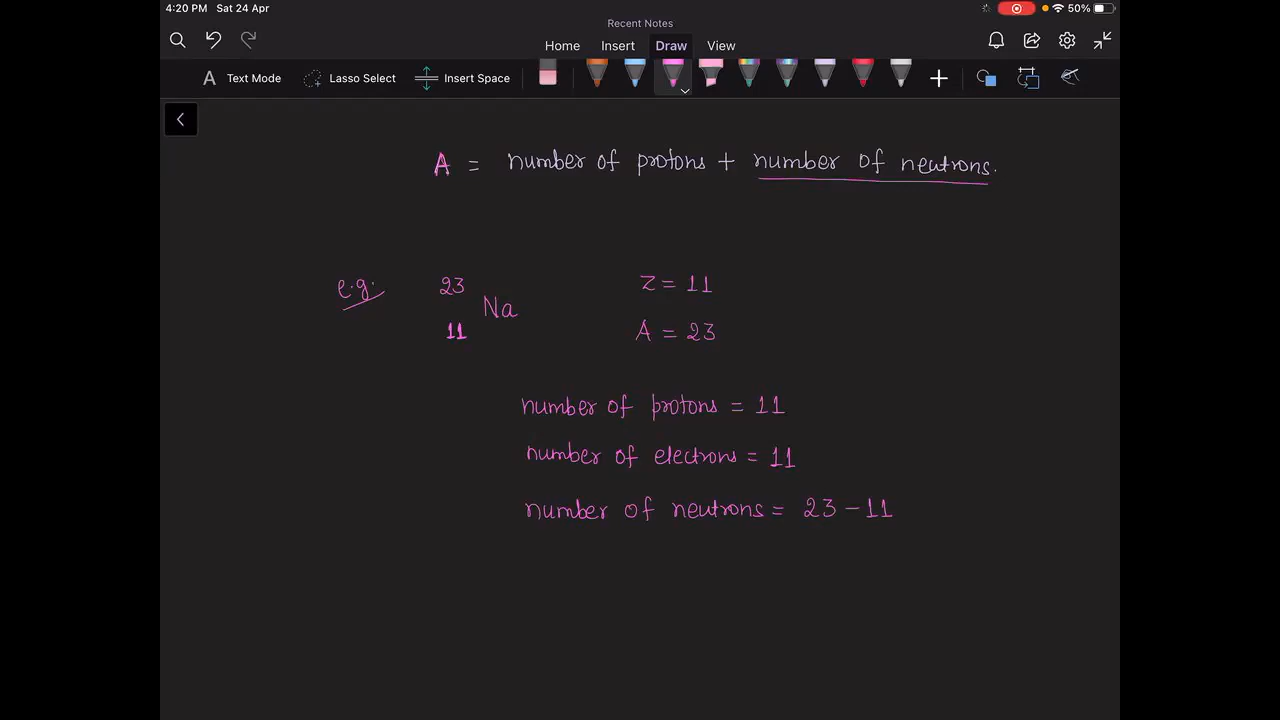 4:20 PM Sat 24 Apr 50%
Recent Notes
Home Insert Draw View
A Text Mode Lasso Select Insert Space
A = number of protons + number of neutrons.
e.g. 23 11 Na Z = 11
A = 23
number of protons = 11
number of electrons = 11
number of neutrons = 23 - 11